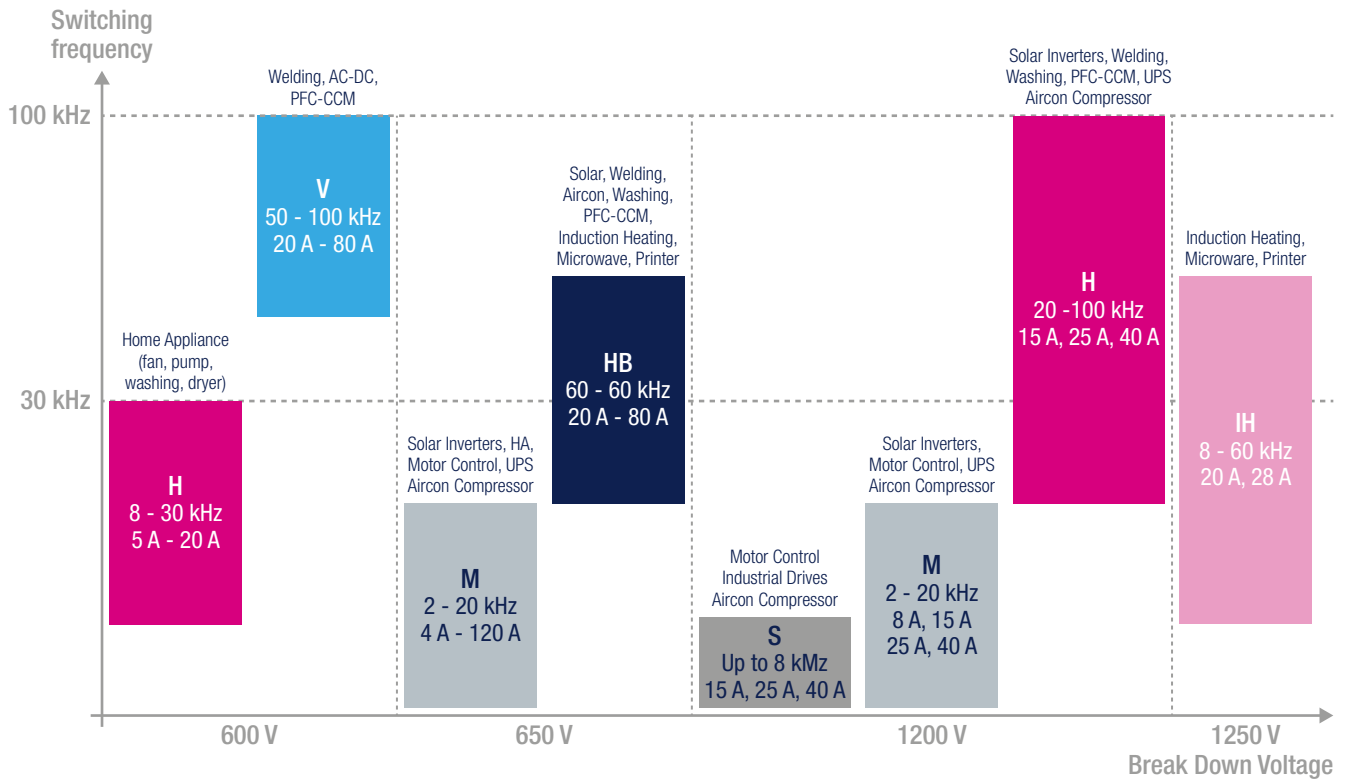 Switching
frequency
100 kHz
30 kHz
Welding, AC-DC,
PFC-CCM
V
50 - 100 kHz
20 A - 80 A
Home Appliance
(fan, pump,
washing, dryer)
H
8 - 30 kHz
5 A - 20 A
Solar Inverters, HA,
Motor Control, UPS
Aircon Compressor
M
2 - 20 kHz
4 A - 120 A
Solar, Welding,
Aircon, Washing,
PFC-CCM,
Induction Heating,
Microwave, Printer
HB
60 - 60 kHz
20 A - 80 A
Motor Control
Industrial Drives
Aircon Compressor
S
Up to 8 kMz
15 A, 25 A, 40 A
Solar Inverters,
Motor Control, UPS
Aircon Compressor
M
2 - 20 kHz
8 A, 15 A
25 A, 40 A
Solar Inverters, Welding,
Washing, PFC-CCM, UPS
Aircon Compressor
H
20 -100 kHz
15 A, 25 A, 40 A
Induction Heating,
Microware, Printer
IH
8 - 60 kHz
20 A, 28 A
600 V
650 V
1200 V
1250 V
Break Down Voltage